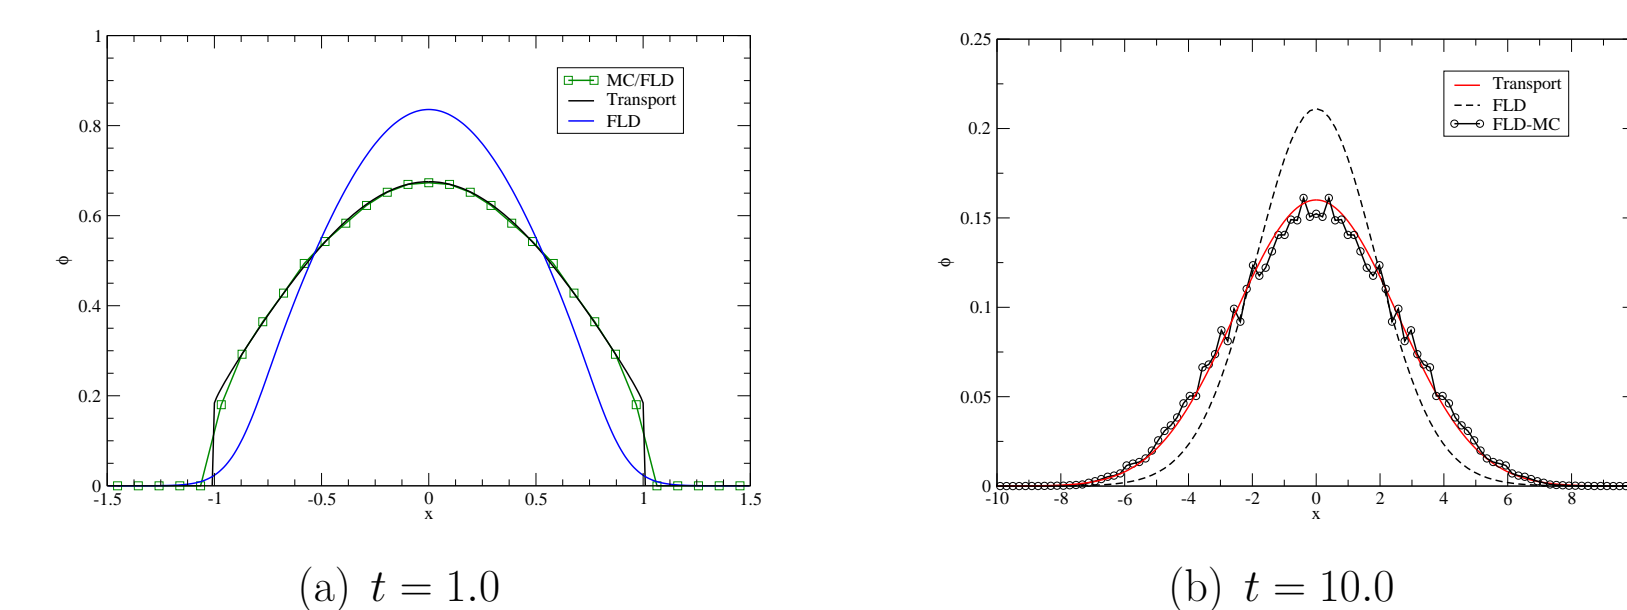 1
0.8
0.6
0.4
0.2
0
-1.5
-1
-0.5
0
0.5
1
1.5
x
ϕ
MC/FLD
Transport
FLD
(a) t = 1.0
0.25
0.2
0.15
0.1
0.05
0
-10
-8
-6
-4
-2
0
2
4
6
8
x
ϕ
Transport
FLD
FLD-MC
(b) t = 10.0